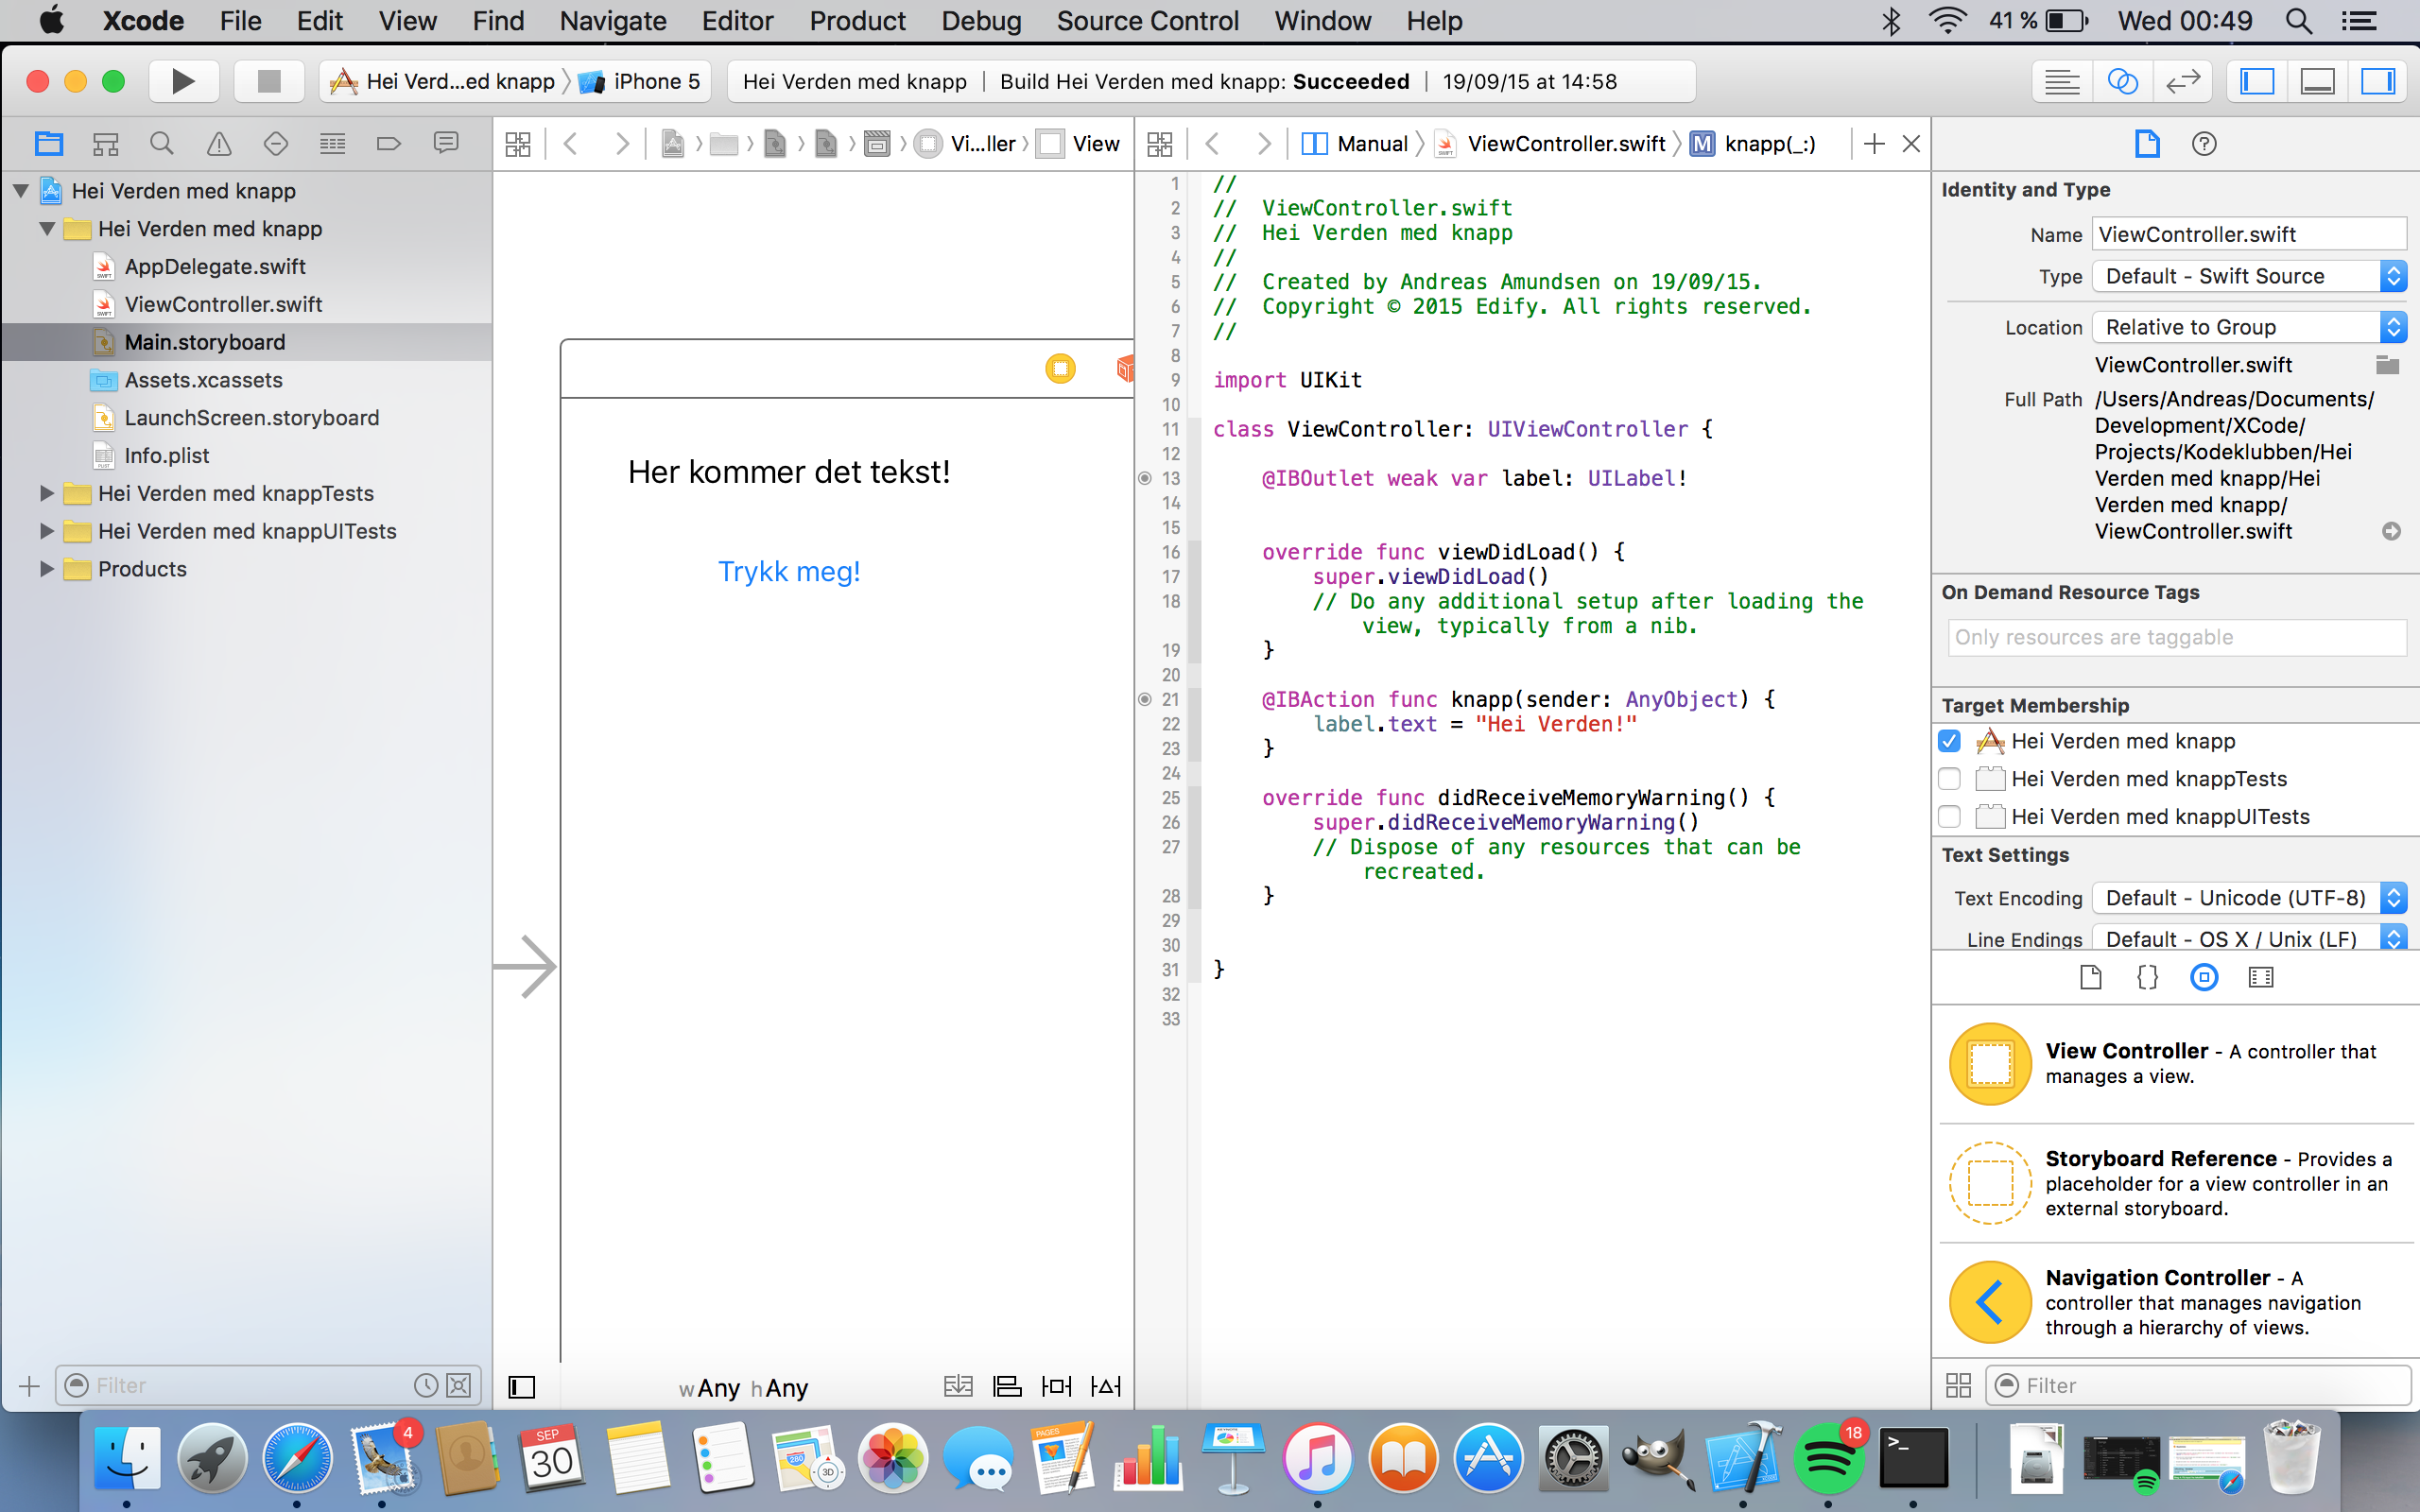 Xcode File Edit View Find Navigate Editor Product Debug Source Control Window Help 41 % Wed 00:49
Hei Verd...ed knapp iPhone 5 Hei Verden med knapp | Build Hei Verden med knapp: Succeeded | 19/09/15 at 14:58
Hei Verden med knapp
Hei Verden med knapp
AppDelegate.swift
ViewController.swift
Main.storyboard
Assets.xcassets
LaunchScreen.storyboard
Info.plist
Hei Verden med knappTests
Hei Verden med knappUITests
Products
Filter
Vi...ller View
Her kommer det tekst!
Trykk meg!
wAny hAny
Manual ViewController.swift M knapp(_:)
1 //
2 //  ViewController.swift
3 //  Hei Verden med knapp
4 //
5 //  Created by Andreas Amundsen on 19/09/15.
6 //  Copyright © 2015 Edify. All rights reserved.
7 //
8
9 import UIKit
10
11 class ViewController: UIViewController {
12
13     @IBOutlet weak var label: UILabel!
14
15
16     override func viewDidLoad() {
17         super.viewDidLoad()
18         // Do any additional setup after loading the
view, typically from a nib.
19     }
20
21     @IBAction func knapp(sender: AnyObject) {
22         label.text = "Hei Verden!"
23     }
24
25     override func didReceiveMemoryWarning() {
26         super.didReceiveMemoryWarning()
27         // Dispose of any resources that can be
recreated.
28     }
29
30
31 }
32
33
Identity and Type
Name ViewController.swift
Type Default - Swift Source
Location Relative to Group
ViewController.swift
Full Path /Users/Andreas/Documents/
Development/XCode/
Projects/Kodeklubben/Hei
Verden med knapp/Hei
Verden med knapp/
ViewController.swift
On Demand Resource Tags
Only resources are taggable
Target Membership
Hei Verden med knapp
Hei Verden med knappTests
Hei Verden med knappUITests
Text Settings
Text Encoding Default - Unicode (UTF-8)
Line Endings Default - OS X / Unix (LF)
{}
View Controller - A controller that
manages a view.
Storyboard Reference - Provides a
placeholder for a view controller in an
external storyboard.
Navigation Controller - A
controller that manages navigation
through a hierarchy of views.
Filter
4
SEP
30
280
3D
PAGES
18
>_